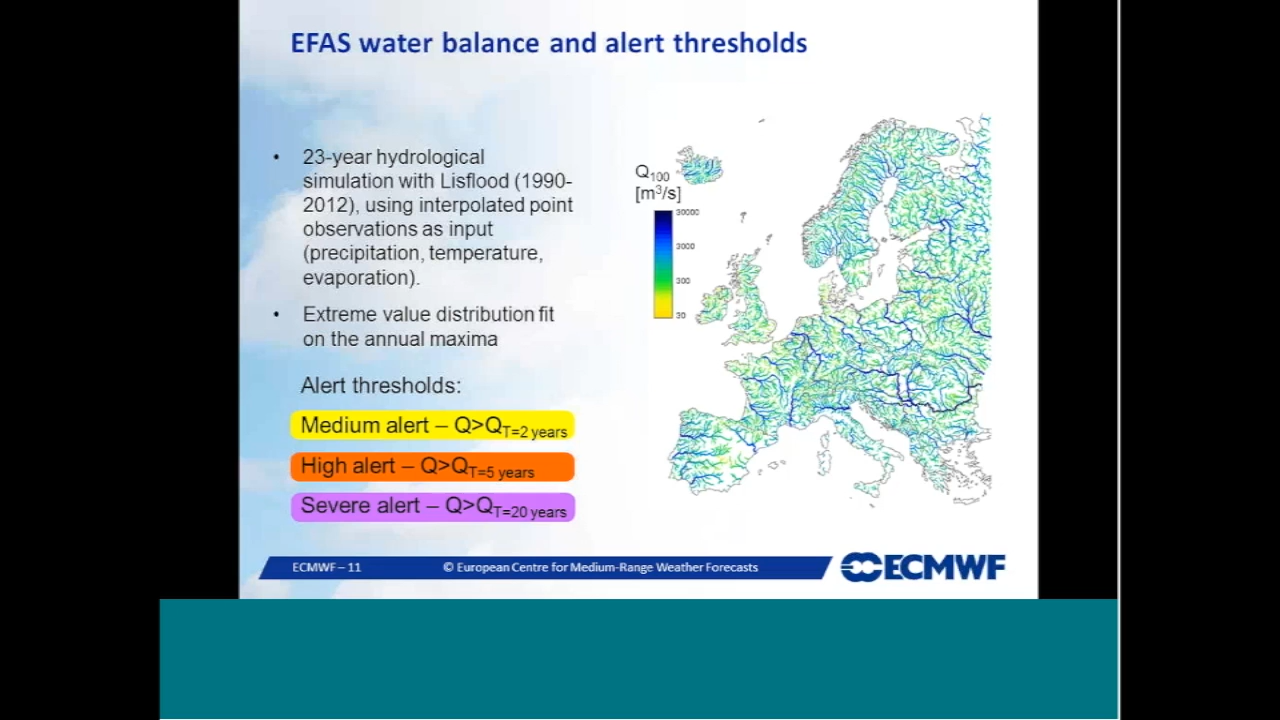 EFAS water balance and alert thresholds
• 23-year hydrological
simulation with Lisflood (1990-
2012), using interpolated point
observations as input
(precipitation, temperature,
evaporation).
• Extreme value distribution fit
on the annual maxima
Alert thresholds:
Medium alert – Q>QT=2 years
High alert – Q>QT=5 years
Severe alert – Q>QT=20 years
Q100
[m³/s]
30000
3000
300
30
ECMWF – 11
© European Centre for Medium-Range Weather Forecasts
ECMWF